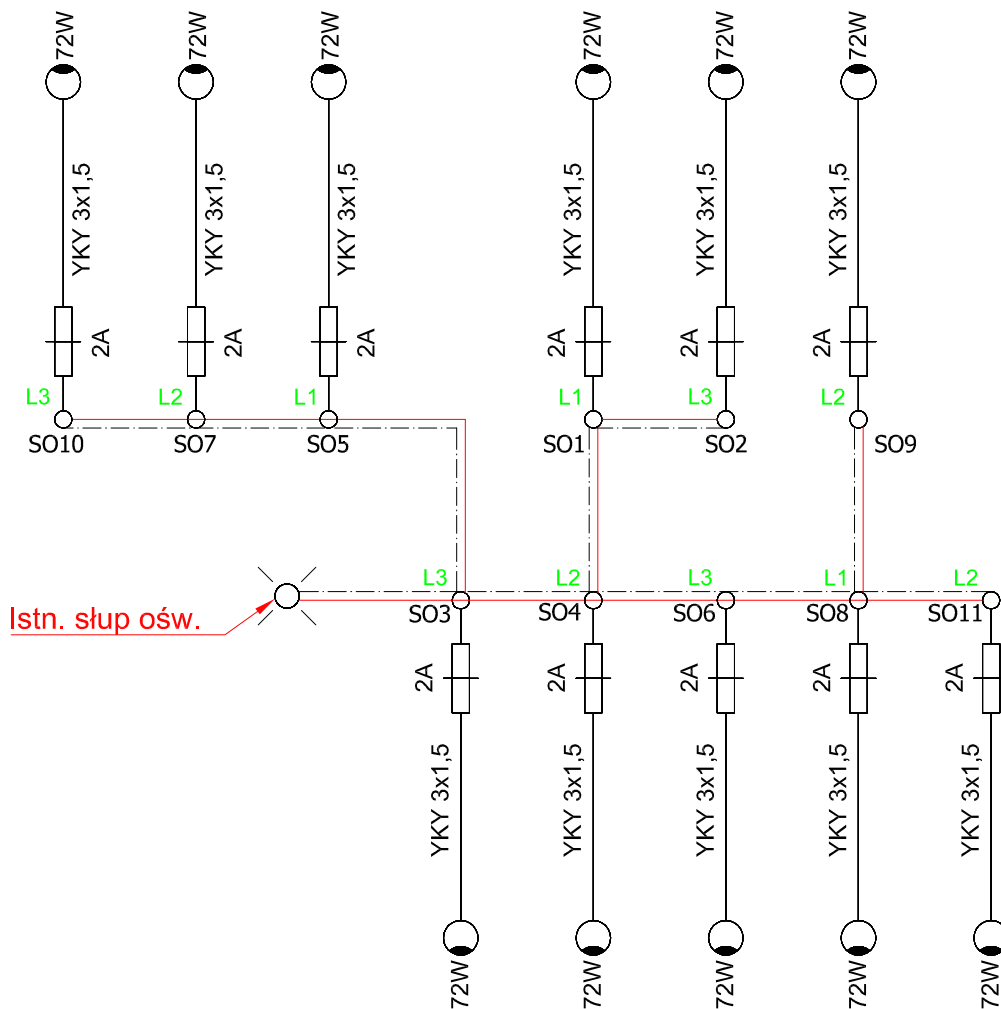 72W 72W 72W 72W 72W 72W
YKY 3x1,5 YKY 3x1,5 YKY 3x1,5 YKY 3x1,5 YKY 3x1,5 YKY 3x1,5
2A 2A 2A 2A 2A 2A
L3 L2 L1 L1 L3 L2
SO10 SO7 SO5 SO1 SO2 SO9
L3 L2 L3 L1 L2
Istn. słup ośw. SO3 SO4 SO6 SO8 SO11
2A 2A 2A 2A 2A
YKY 3x1,5 YKY 3x1,5 YKY 3x1,5 YKY 3x1,5 YKY 3x1,5
72W 72W 72W 72W 72W